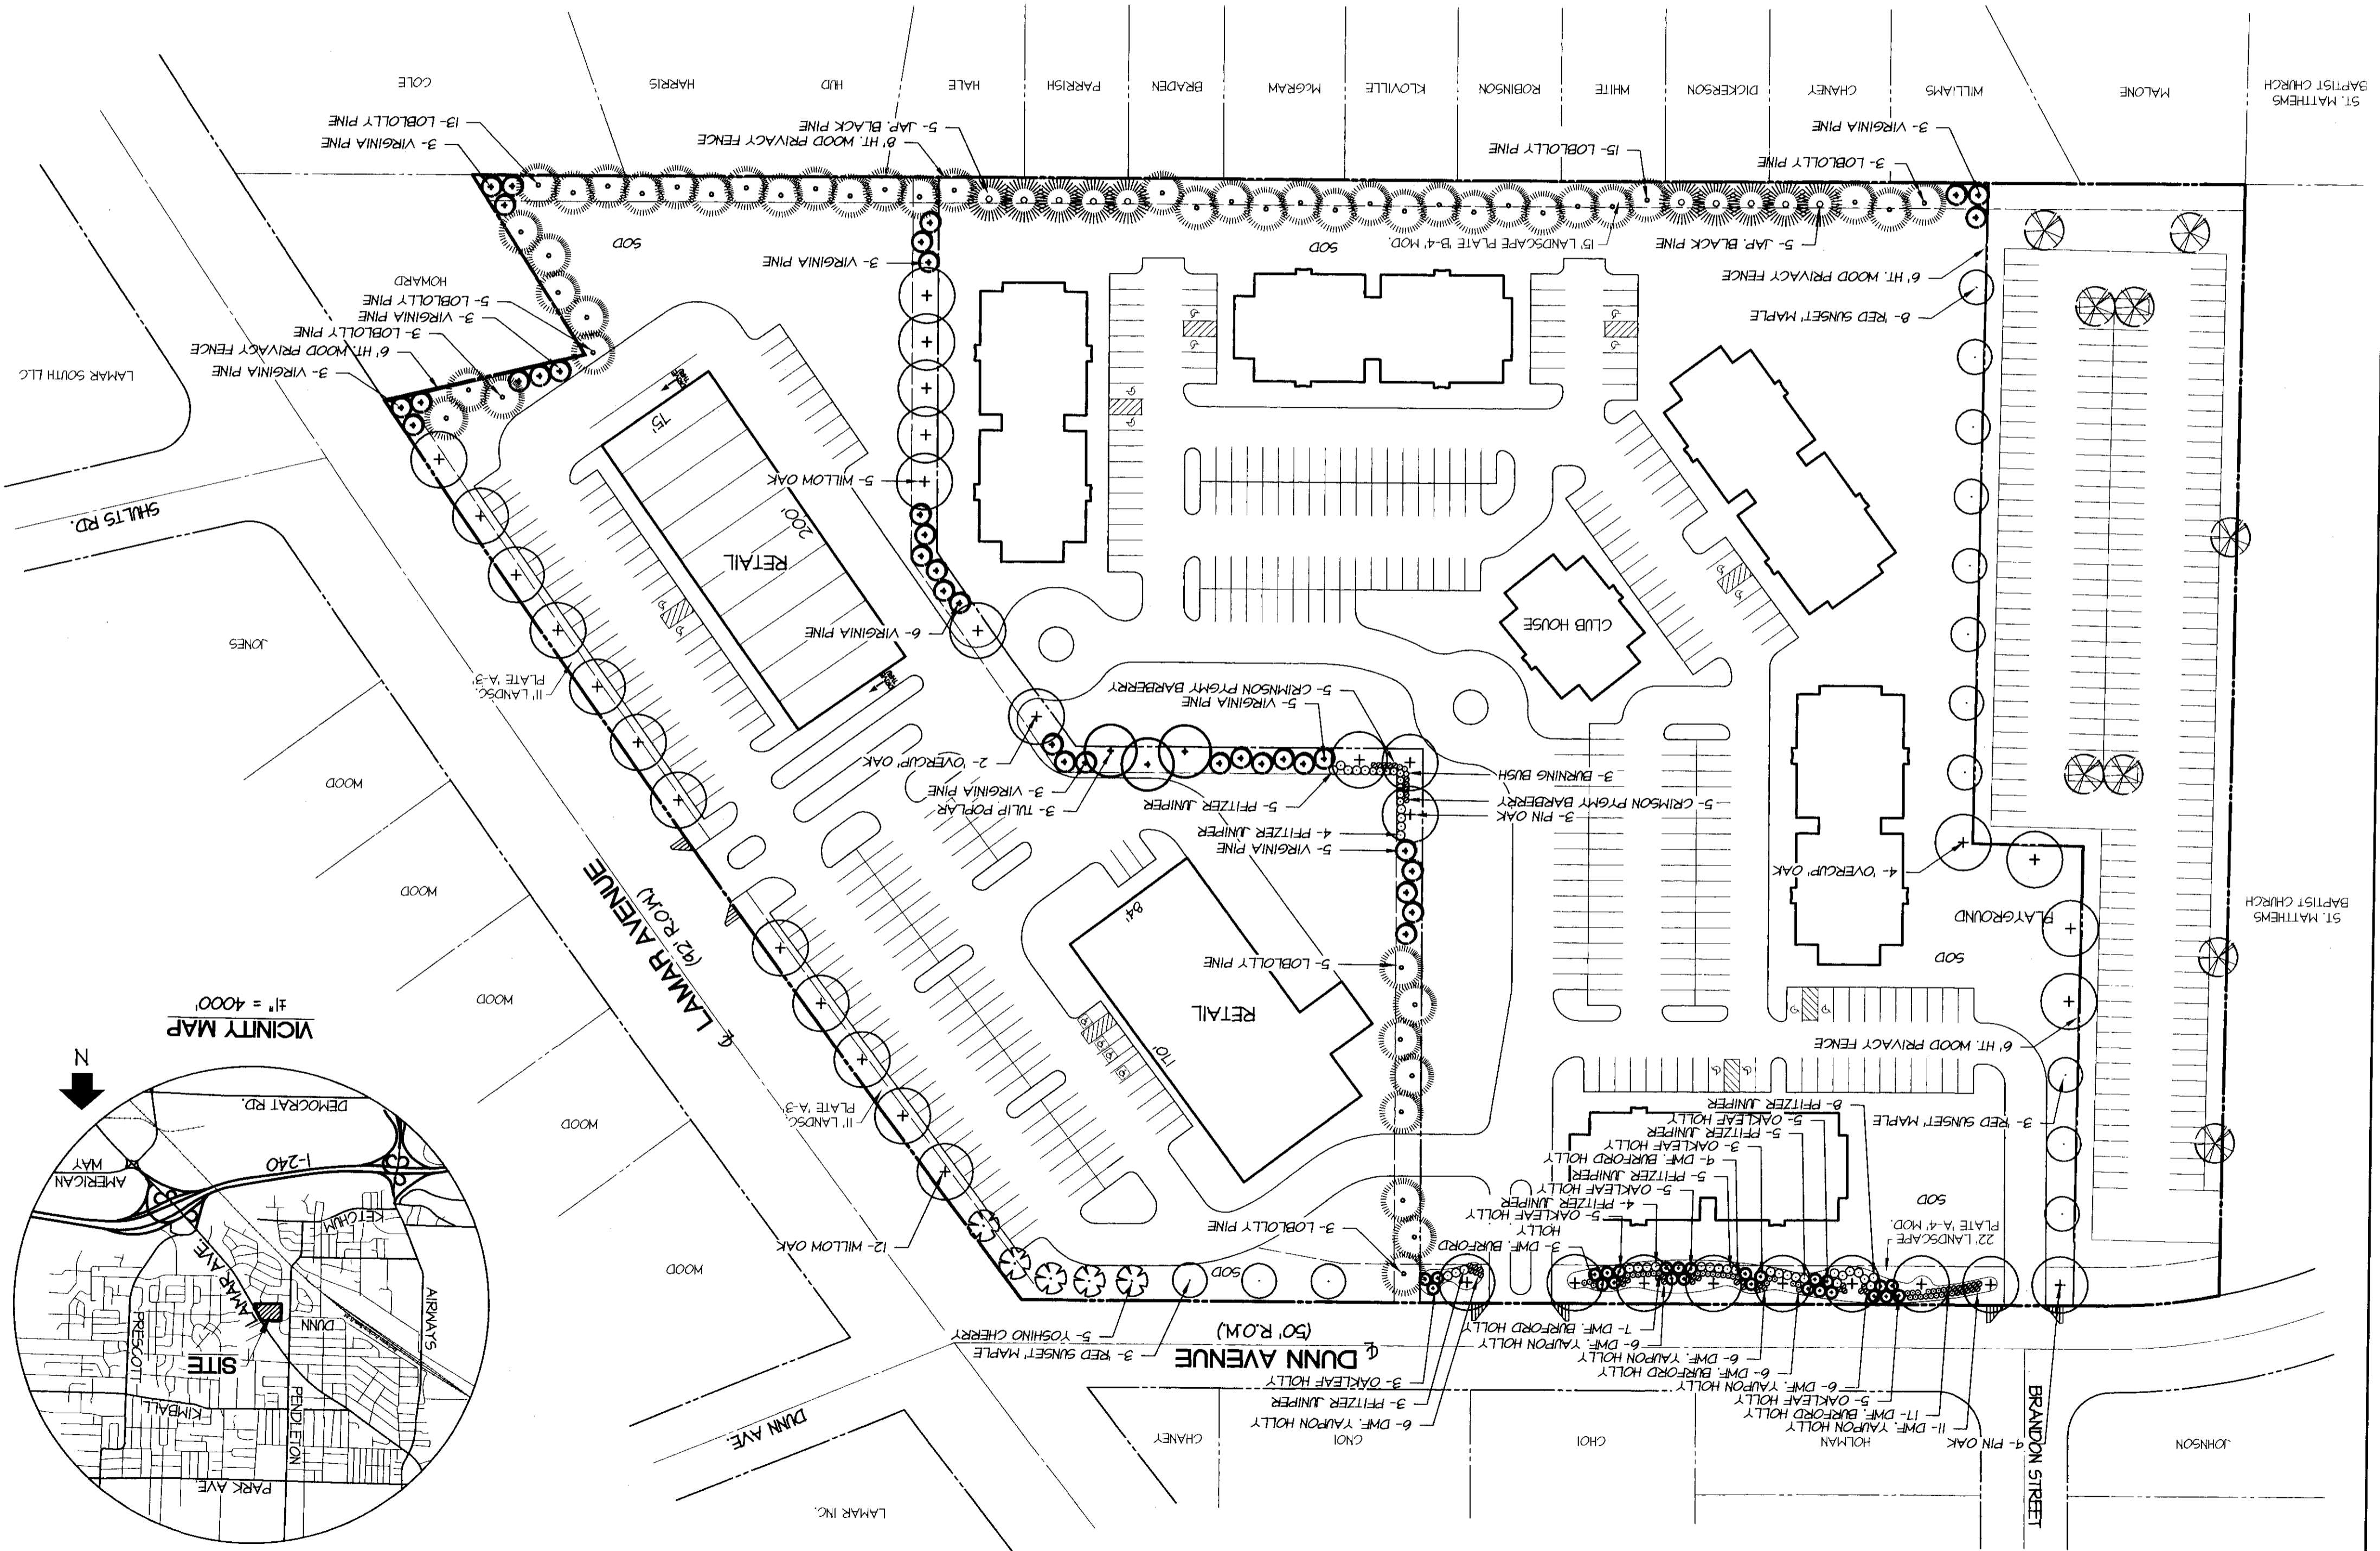 COLE
HARRIS
HUD
HALE
PARRISH
BRADEN
McGRAM
KLOVILLE
ROBINSON
WHITE
DICKERSON
CHANEY
WILLIAMS
MALONE
ST. MATTHEWS
BAPTIST CHURCH
13- LOBLOLLY PINE
3- VIRGINIA PINE
5- JAP. BLACK PINE
8' HT. WOOD PRIVACY FENCE
15- LOBLOLLY PINE
3- VIRGINIA PINE
3- LOBLOLLY PINE
SOD
SOD
15' LANDSCAPE PLATE 'B-4' MOD.
5- JAP. BLACK PINE
6' HT. WOOD PRIVACY FENCE
8- 'RED SUNSET' MAPLE
3- VIRGINIA PINE
HOWARD
5- LOBLOLLY PINE
3- VIRGINIA PINE
3- LOBLOLLY PINE
6' HT. WOOD PRIVACY FENCE
3- VIRGINIA PINE
LAMAR SOUTH LLC
75'
200'
RETAIL
5- WILLOW OAK
6- VIRGINIA PINE
SHULTS RD.
JONES
11' LANDSC.
PLATE 'A-3'
CLUB HOUSE
5- CRIMNSON PYGMY BARBERRY
5- VIRGINIA PINE
2- 'OVERCUP' OAK
3- VIRGINIA PINE
3- TULIP POPLAR
5- PFITZER JUNIPER
4- PFITZER JUNIPER
5- VIRGINIA PINE
3- BURNING BUSH
5- CRIMSON PYGMY BARBERRY
3- PIN OAK
4- 'OVERCUP' OAK
PLAYGROUND
SOD
ST. MATTHEWS
BAPTIST CHURCH
WOOD
WOOD
WOOD
WOOD
WOOD
LAMAR AVENUE
(92' R.O.W.)
84'
170'
RETAIL
5- LOBLOLLY PINE
6' HT. WOOD PRIVACY FENCE
3- 'RED SUNSET' MAPLE
11' LANDSC.
PLATE 'A-3'
8- PFITZER JUNIPER
5- OAKLEAF HOLLY
5- PFITZER JUNIPER
3- OAKLEAF HOLLY
4- DWF. BURFORD HOLLY
5- PFITZER JUNIPER
5- OAKLEAF HOLLY
4- PFITZER JUNIPER
5- OAKLEAF HOLLY
3- DWF. BURFORD
HOLLY
3- LOBLOLLY PINE
SOD
22' LANDSCAPE
PLATE 'A-4' MOD.
12- WILLOW OAK
SOD
5- YOSHINO CHERRY
3- 'RED SUNSET' MAPLE
DUNN AVENUE
(50' R.O.W.)
7- DWF. BURFORD HOLLY
6- DWF. YAUPON HOLLY
6- DWF. YAUPON HOLLY
6- DWF. BURFORD HOLLY
6- DWF. YAUPON HOLLY
5- OAKLEAF HOLLY
17- DWF. BURFORD HOLLY
11- DWF. YAUPON HOLLY
4- PIN OAK
3- OAKLEAF HOLLY
3- PFITZER JUNIPER
6- DWF. YAUPON HOLLY
DUNN AVE.
CHANEY
CHOI
CHOI
HOLMAN
BRANDON STREET
JOHNSON
LAMAR INC.
VICINITY MAP
±1" = 4000'
N
DEMOCRAT RD.
I-240
AMERICAN
WAY
KETCHUM
LAMAR AVE.
AIRWAYS
DUNN
PRESCOTT
SITE
PENDLETON
KIMBALL
PARK AVE.